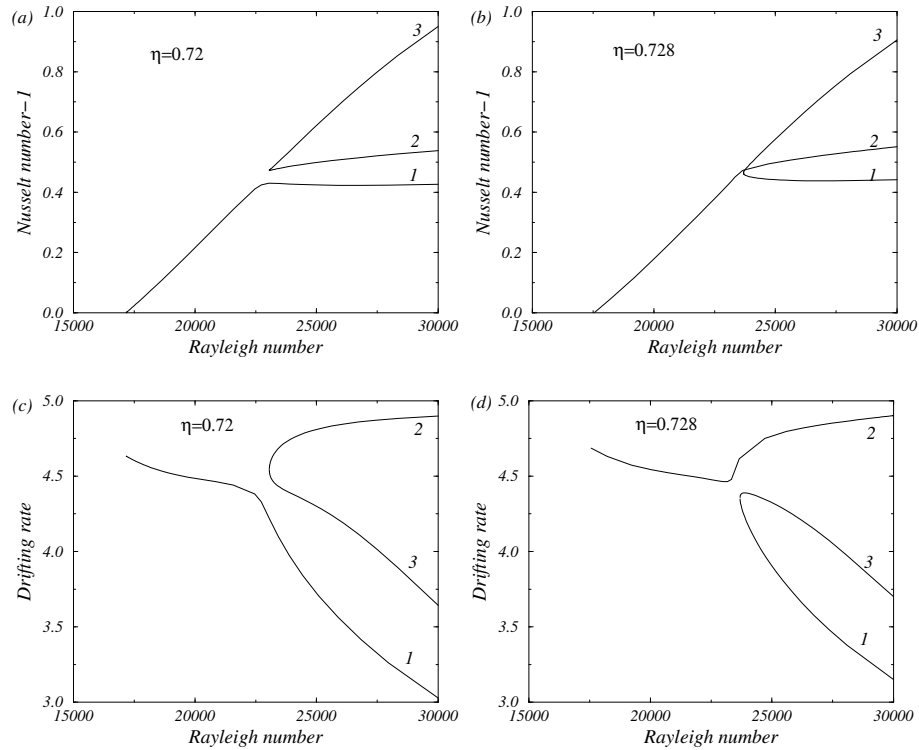 (a)
η=0.72
3
2
1
1.0
0.8
0.6
0.4
0.2
0.0
Nusselt number−1
15000 20000 25000 30000
Rayleigh number
(b)
η=0.728
3
2
1
1.0
0.8
0.6
0.4
0.2
0.0
Nusselt number−1
15000 20000 25000 30000
Rayleigh number
(c)
η=0.72
2
3
1
5.0
4.5
4.0
3.5
3.0
Drifting rate
15000 20000 25000 30000
Rayleigh number
(d)
η=0.728
2
3
1
5.0
4.5
4.0
3.5
3.0
Drifting rate
15000 20000 25000 30000
Rayleigh number